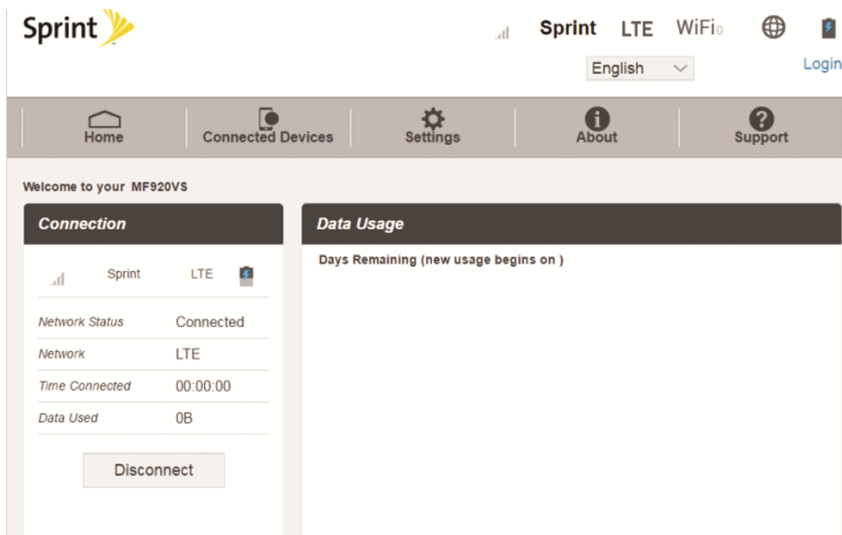 Sprint
Sprint LTE WiFi0
English
Login
Home Connected Devices Settings About Support
Welcome to your MF920VS
Connection
Sprint LTE
Network Status Connected
Network LTE
Time Connected 00:00:00
Data Used 0B
Disconnect
Data Usage
Days Remaining (new usage begins on )